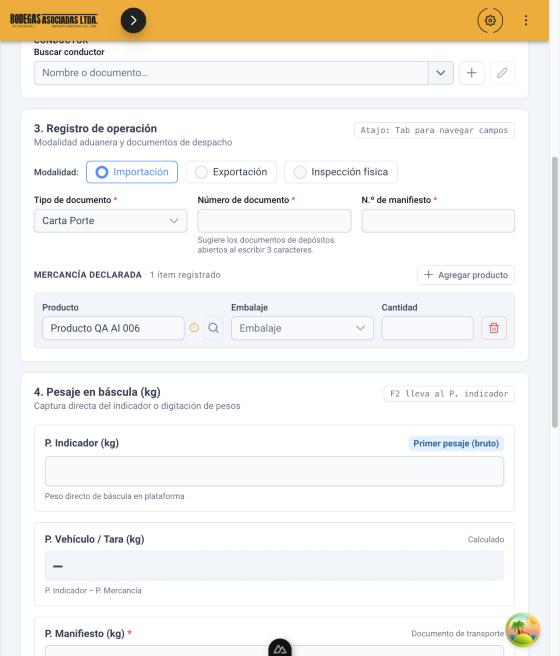 BODEGAS ASOCIADAS LTDA.
CONDUCTOR
Buscar conductor
Nombre o documento...
3. Registro de operación
Atajo: Tab para navegar campos
Modalidad aduanera y documentos de despacho
Modalidad:
Importación
Exportación
Inspección física
Tipo de documento *
Número de documento *
N.º de manifiesto *
Carta Porte
Sugiere los documentos de depósitos
abiertos al escribir 3 caracteres.
MERCANCÍA DECLARADA · 1 ítem registrado
Agregar producto
Producto
Embalaje
Cantidad
Producto QA AI 006
Embalaje
4. Pesaje en báscula (kg)
F2 lleva al P. indicador
Captura directa del indicador o digitación de pesos
P. Indicador (kg)
Primer pesaje (bruto)
Peso directo de báscula en plataforma
P. Vehículo / Tara (kg)
Calculado
—
P. Indicador − P. Mercancía
P. Manifiesto (kg) *
Documento de transporte